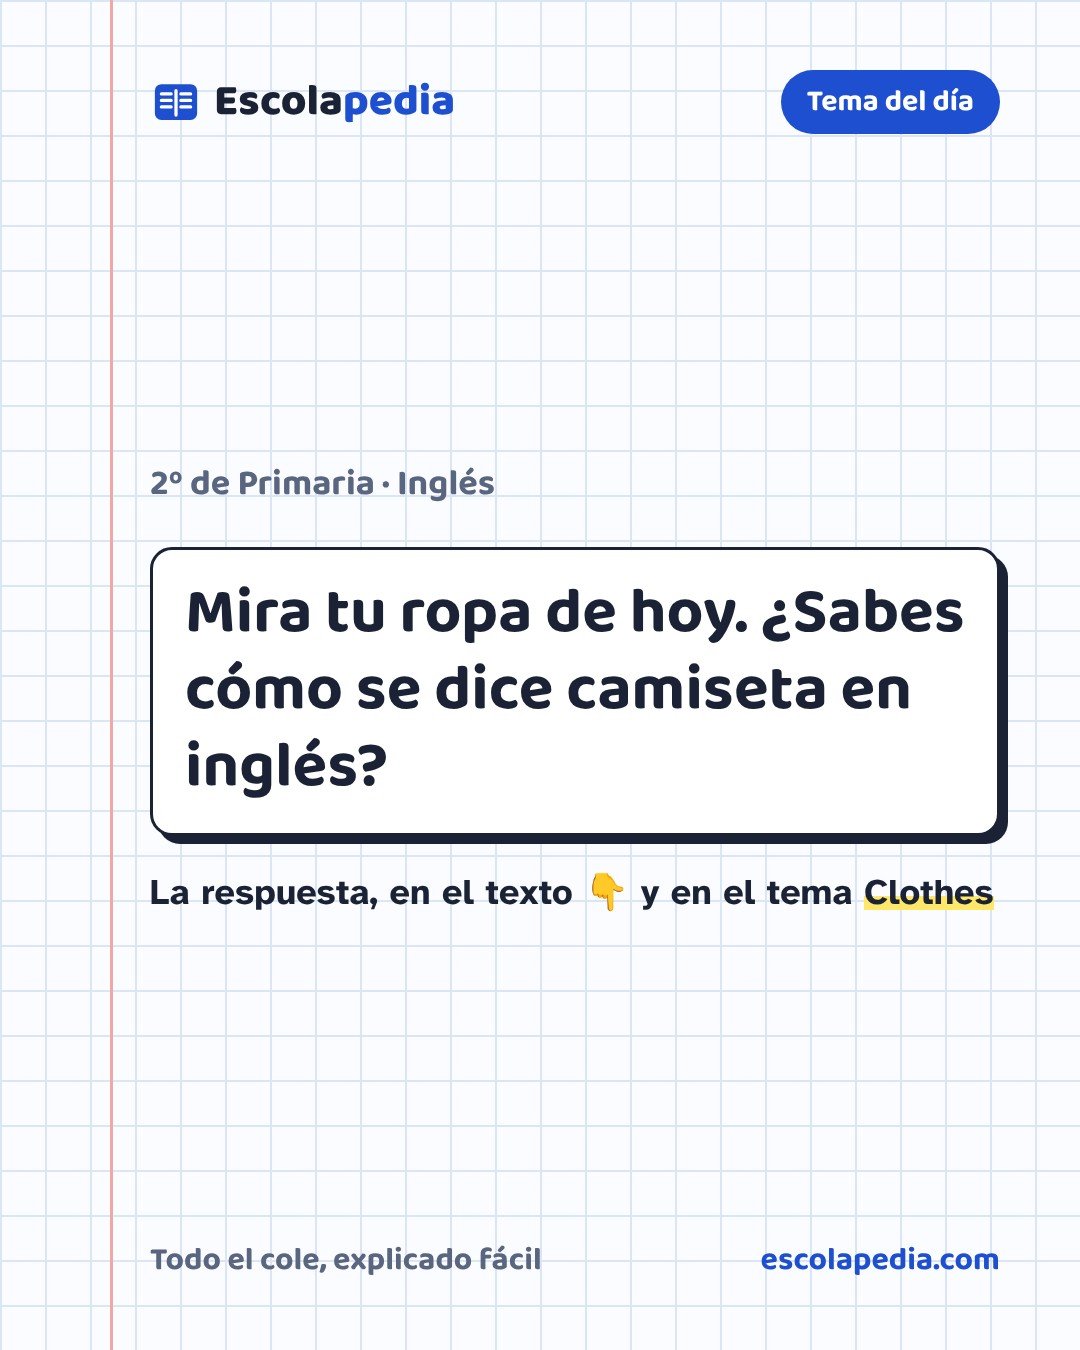 Escolapedia
Tema del día
2º de Primaria · Inglés
Mira tu ropa de hoy. ¿Sabes
cómo se dice camiseta en
inglés?
La respuesta, en el texto 👇 y en el tema Clothes
Todo el cole, explicado fácil
escolapedia.com